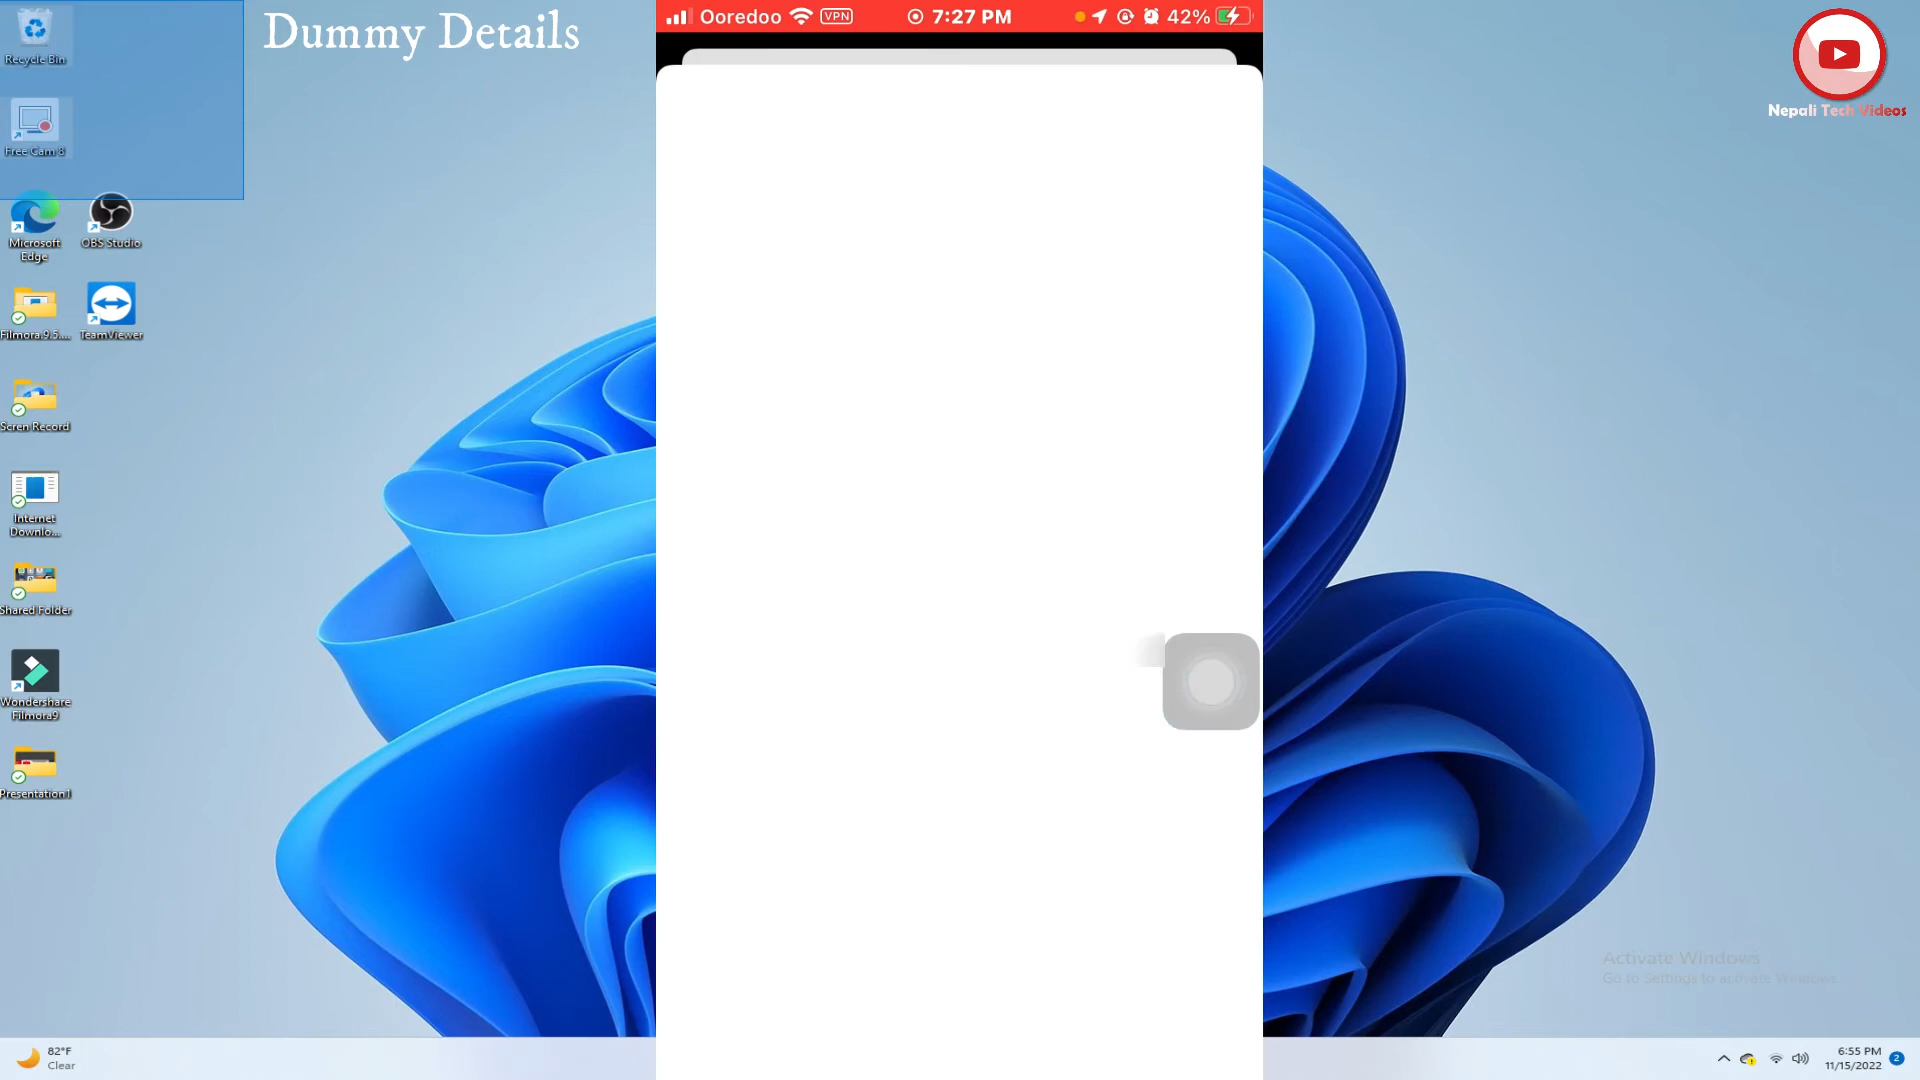 Dummy Details
Ooredoo VPN 7:27 PM 42%
Nepali Tech Videos
Recycle Bin
Free Cam 8
Microsoft
Edge
OBS Studio
Filmora.9.5....
TeamViewer
Scren Record
Internet
Downlo...
Shared Folder
Wondershare
Filmora9
Presentation1
Activate Windows
Go to Settings to activate Windows.
82°F
Clear
6:55 PM
11/15/2022
2